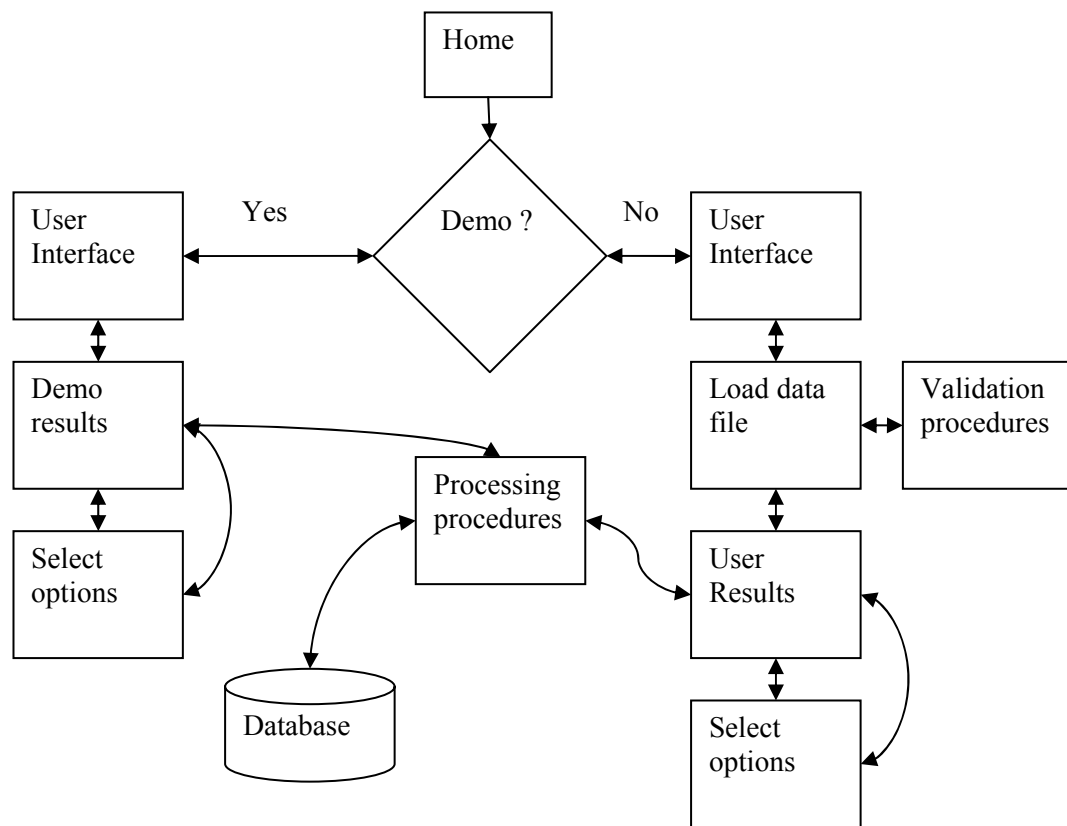 Home
Demo ?
Yes
No
User
Interface
User
Interface
Demo
results
Load data
file
Validation
procedures
Processing
procedures
Select
options
User
Results
Database
Select
options